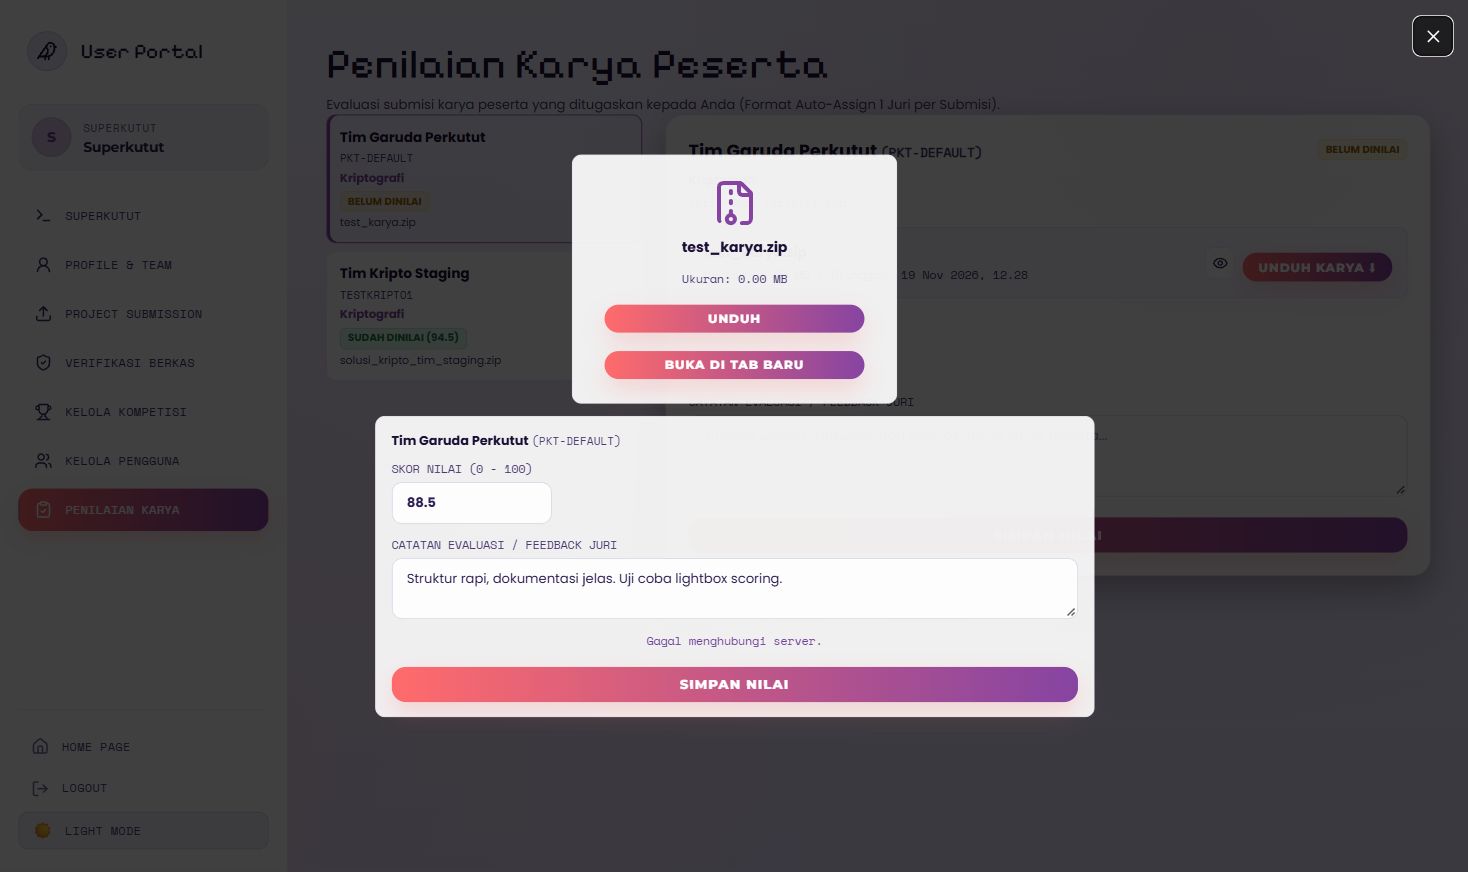 User Portal
S
SUPERKUTUT
Superkutut
SUPERKUTUT
PROFILE & TEAM
PROJECT SUBMISSION
VERIFIKASI BERKAS
KELOLA KOMPETISI
KELOLA PENGGUNA
PENILAIAN KARYA
HOME PAGE
LOGOUT
LIGHT MODE
Penilaian Karya Peserta
Evaluasi submisi karya peserta yang ditugaskan kepada Anda (Format Auto-Assign 1 Juri per Submisi).
Tim Garuda Perkutut
PKT-DEFAULT
Kriptografi
BELUM DINILAI
test_karya.zip
Tim Kripto Staging
TESTKRIPTO1
Kriptografi
SUDAH DINILAI (94.5)
solusi_kripto_tim_staging.zip
Tim Garuda Perkutut (PKT-DEFAULT)
BELUM DINILAI
19 Nov 2026, 12.28
UNDUH KARYA ⬇
CATATAN EVALUASI / FEEDBACK JURI
SIMPAN NILAI
test_karya.zip
Ukuran: 0.00 MB
UNDUH
BUKA DI TAB BARU
Tim Garuda Perkutut (PKT-DEFAULT)
SKOR NILAI (0 - 100)
88.5
CATATAN EVALUASI / FEEDBACK JURI
Struktur rapi, dokumentasi jelas. Uji coba lightbox scoring.
Gagal menghubungi server.
SIMPAN NILAI